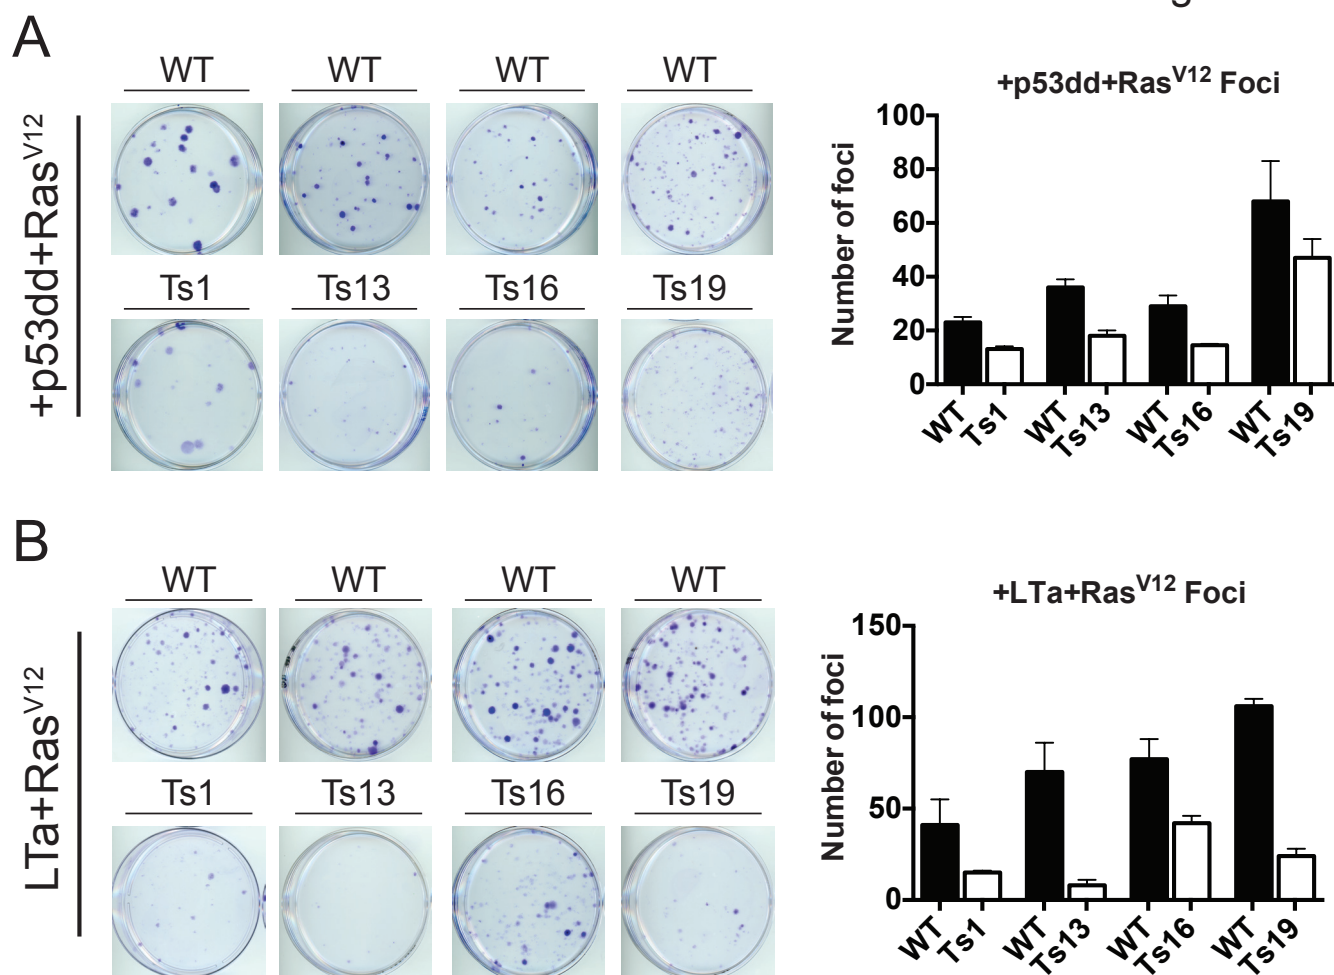 A
WT WT WT WT
+p53dd+RasV12
Ts1 Ts13 Ts16 Ts19
+p53dd+RasV12 Foci
Number of foci
100
80
60
40
20
0
WT Ts1 WT Ts13 WT Ts16 WT Ts19
B
WT WT WT WT
LTa+RasV12
Ts1 Ts13 Ts16 Ts19
+LTa+RasV12 Foci
Number of foci
150
100
50
0
WT Ts1 WT Ts13 WT Ts16 WT Ts19